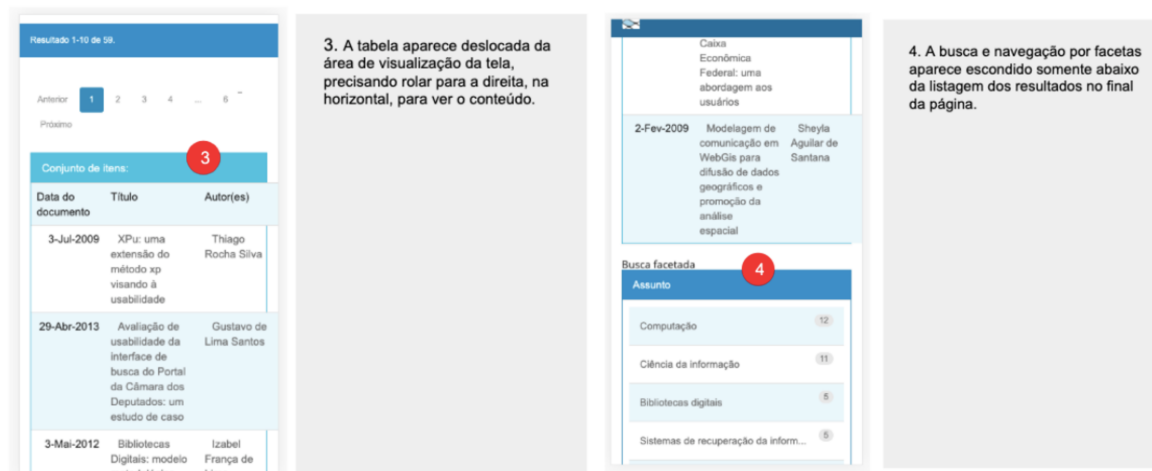 Resultado 1-10 de 59.
Anterior 1 2 3 4 ... 6
Próximo
3
Conjunto de itens:
Data do documento Título Autor(es)
3-Jul-2009 XPu: uma Thiago
extensão do Rocha Silva
método xp
visando à
usabilidade
29-Abr-2013 Avaliação de Gustavo de
usabilidade da Lima Santos
interface de
busca do Portal
da Câmara dos
Deputados: um
estudo de caso
3-Mai-2012 Bibliotecas Izabel
Digitais: modelo França de
3. A tabela aparece deslocada da
área de visualização da tela,
precisando rolar para a direita, na
horizontal, para ver o conteúdo.
Caixa
Econômica
Federal: uma
abordagem aos
usuários
2-Fev-2009 Modelagem de Sheyla
comunicação em Aguilar de
WebGis para Santana
difusão de dados
geográficos e
promoção da
análise
espacial
Busca facetada
4
Assunto
Computação 12
Ciência da informação 11
Bibliotecas digitais 5
Sistemas de recuperação da inform... 5
4. A busca e navegação por facetas
aparece escondido somente abaixo
da listagem dos resultados no final
da página.